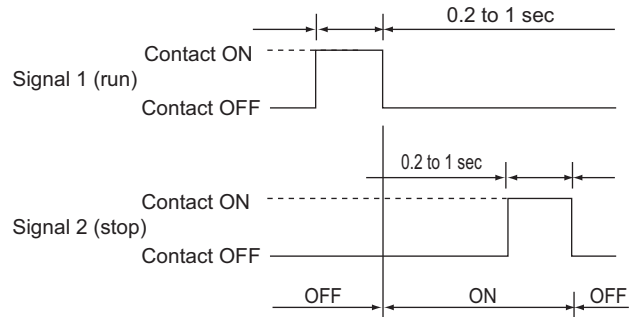 0.2 to 1 sec
Contact ON
Signal 1 (run)
Contact OFF
0.2 to 1 sec
Contact ON
Signal 2 (stop)
Contact OFF
OFF ON OFF